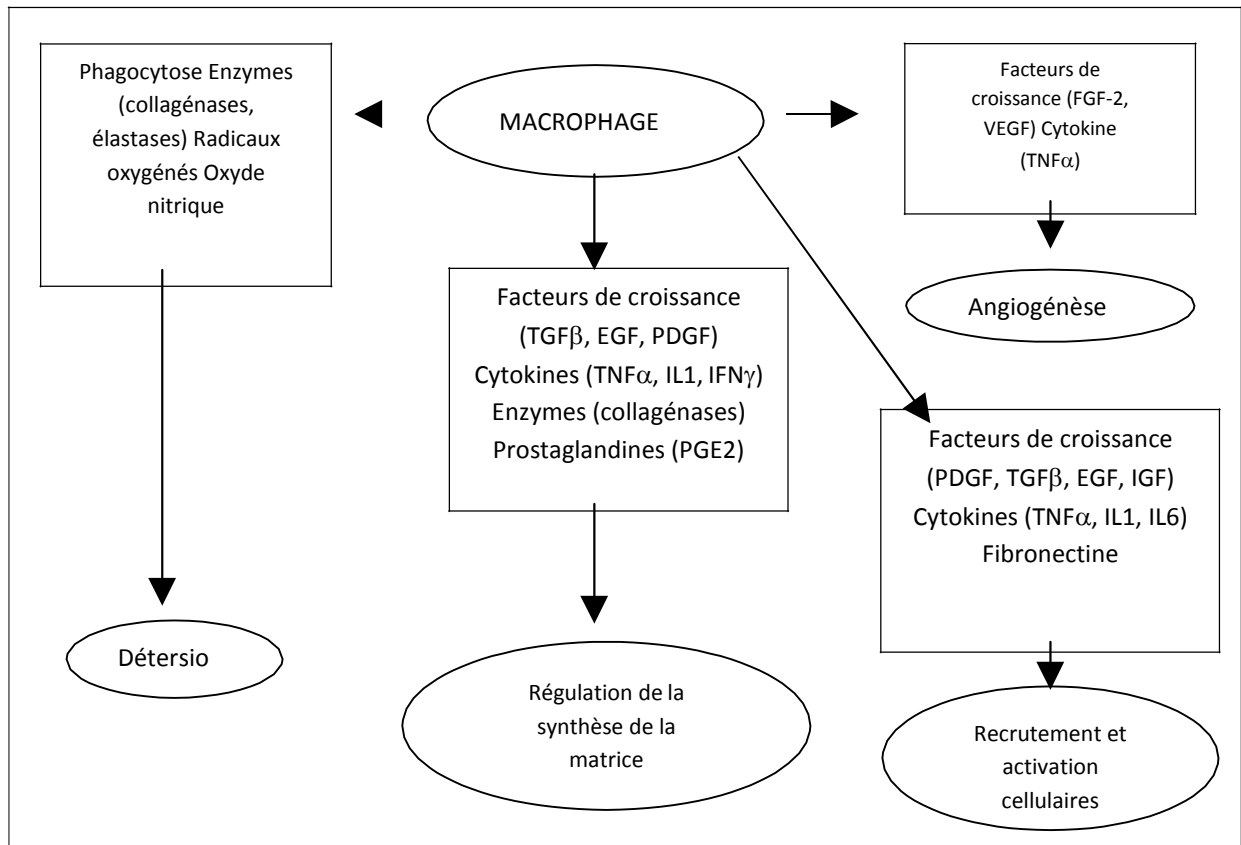 Phagocytose Enzymes
(collagénases,
élastases) Radicaux
oxygénés Oxyde
nitrique
MACROPHAGE
Facteurs de
croissance (FGF-2,
VEGF) Cytokine
(TNFα)
Angiogénèse
Facteurs de croissance
(TGFβ, EGF, PDGF)
Cytokines (TNFα, IL1, IFNγ)
Enzymes (collagénases)
Prostaglandines (PGE2)
Facteurs de croissance
(PDGF, TGFβ, EGF, IGF)
Cytokines (TNFα, IL1, IL6)
Fibronectine
Détersio
Régulation de la
synthèse de la
matrice
Recrutement et
activation
cellulaires